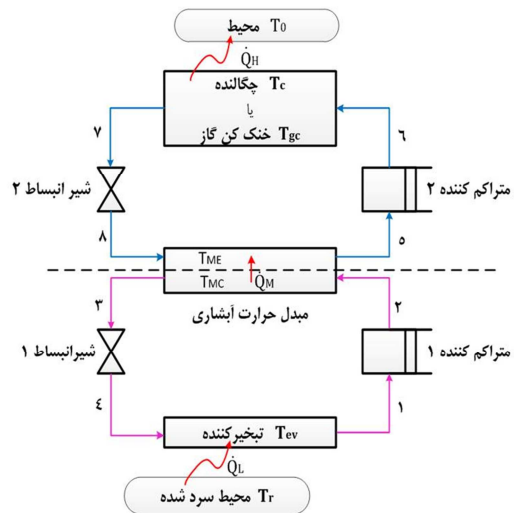 محیط T0
Q̇H
چگالنده Tc
یا
خنک کن گاز Tgc
۷
۶
شیر انبساط ۲
متراکم کننده ۲
۸
۵
TME
TMC
Q̇M
مبدل حرارت آبشاری
۳
۲
شیرانبساط ۱
متراکم کننده ۱
۴
۱
تبخیرکننده Tev
Q̇L
محیط سرد شده Tr